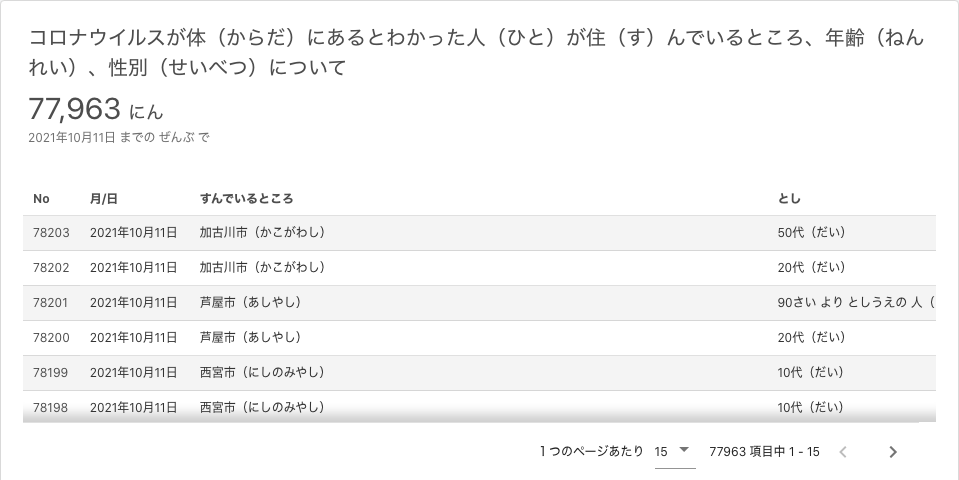 コロナウイルスが体（からだ）にあるとわかった人（ひと）が住（す）んでいるところ、年齢（ねん
れい）、性別（せいべつ）について
77,963 にん
2021年10月11日 までの ぜんぶ で
No 月/日 すんでいるところ とし
78203 2021年10月11日 加古川市（かこがわし） 50代（だい）
78202 2021年10月11日 加古川市（かこがわし） 20代（だい）
78201 2021年10月11日 芦屋市（あしやし） 90さい より としうえの 人（
78200 2021年10月11日 芦屋市（あしやし） 20代（だい）
78199 2021年10月11日 西宮市（にしのみやし） 10代（だい）
78198 2021年10月11日 西宮市（にしのみやし） 10代（だい）
1 つのページあたり 15 77963 項目中 1 - 15